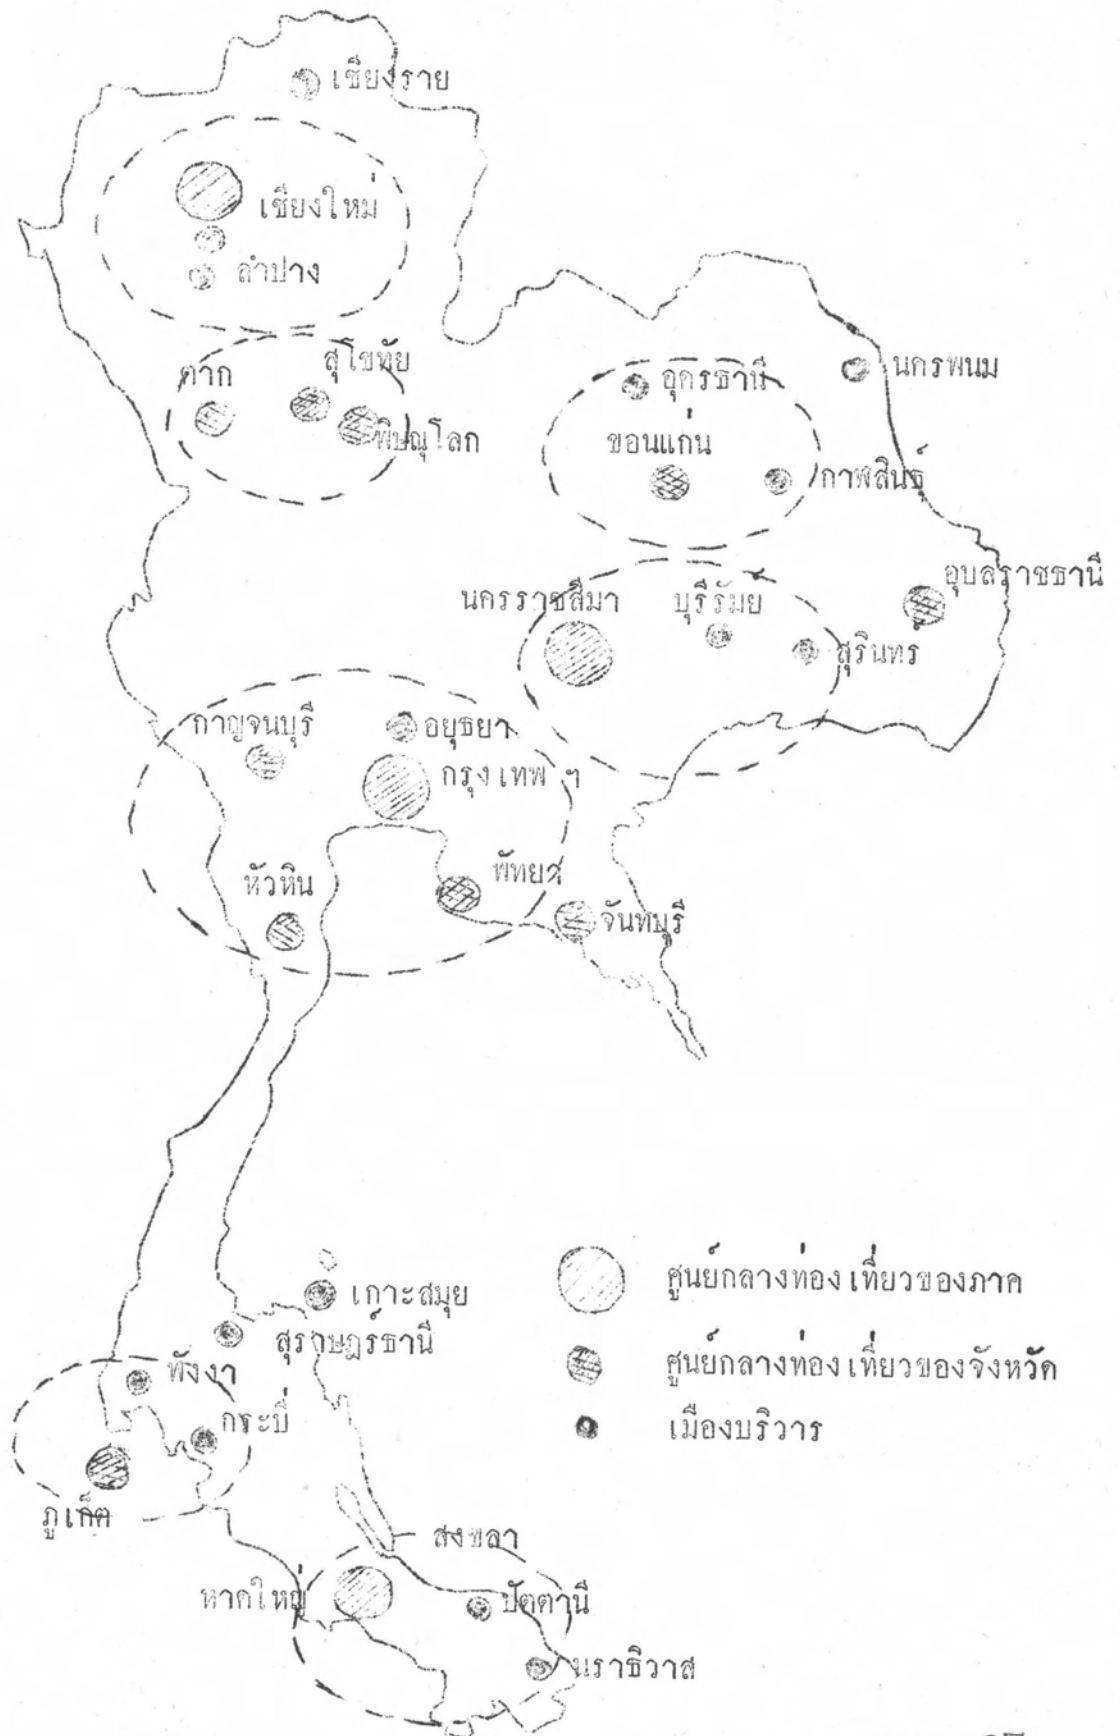 เชียงราย
เชียงใหม่
ลำปาง
สุโขทัย
ตาก
พิษณุโลก
อุดรธานี
นครพนม
ขอนแก่น
กาฬสินธุ์
อุบลราชธานี
นครราชสีมา
บุรีรัมย์
สุรินทร์
กาญจนบุรี
อยุธยา
กรุงเทพ ฯ
หัวหิน
พัทยา
จันทบุรี
เกาะสมุย
สุราษฎร์ธานี
พังงา
กระบี่
ภูเก็ต
สงขลา
หาดใหญ่
ปัตตานี
นราธิวาส
ศูนย์กลางท่องเที่ยวของภาค
ศูนย์กลางท่องเที่ยวของจังหวัด
เมืองบริวาร